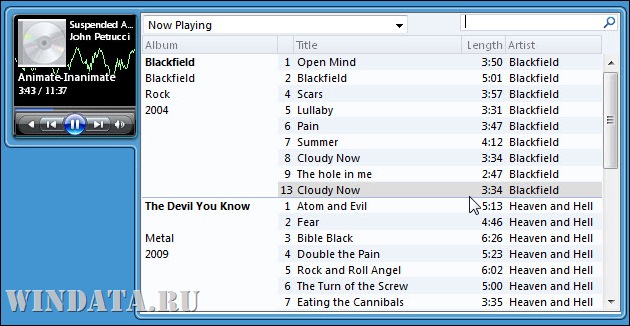 Suspended A...
John Petrucci
Animate-Inanimate
3:43 / 11:37
Now Playing
Album Title Length Artist
Blackfield 1 Open Mind 3:50 Blackfield
Blackfield 2 Blackfield 5:01 Blackfield
Rock 4 Scars 3:57 Blackfield
2004 5 Lullaby 3:31 Blackfield
6 Pain 3:47 Blackfield
7 Summer 4:12 Blackfield
8 Cloudy Now 3:34 Blackfield
9 The hole in me 2:47 Blackfield
13 Cloudy Now 3:34 Blackfield
The Devil You Know 1 Atom and Evil 5:13 Heaven and Hell
2 Fear 4:46 Heaven and Hell
Metal 3 Bible Black 6:26 Heaven and Hell
2009 4 Double the Pain 5:23 Heaven and Hell
5 Rock and Roll Angel 6:02 Heaven and Hell
6 The Turn of the Screw 5:00 Heaven and Hell
7 Eating the Cannibals 3:35 Heaven and Hell
WINDATA.RU